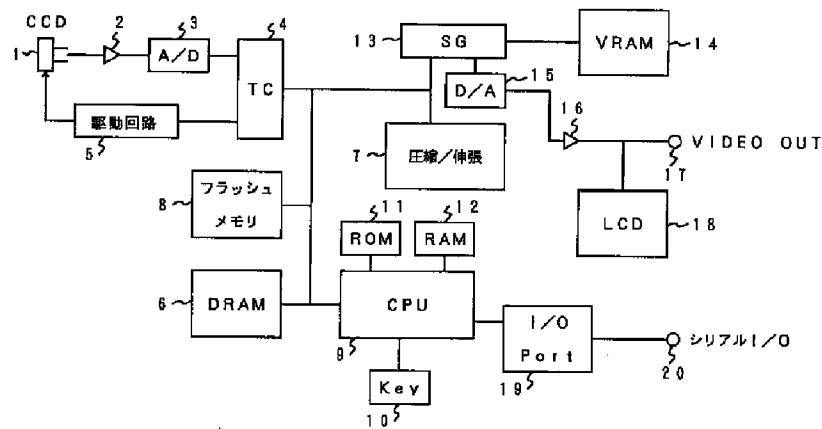 CCD
1
2
3
A/D
4
TC
駆動回路
5
13
SG
VRAM
14
D/A
15
16
VIDEO OUT
17
7
圧縮/伸張
LCD
18
8
フラッシュ
メモリ
11
ROM
12
RAM
6
DRAM
CPU
9
Key
10
I/O
Port
19
シリアルI/O
20